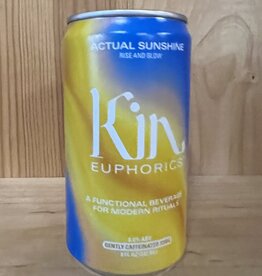 ACTUAL SUNSHINE
RISE AND GLOW
Kin
EUPHORICS
A FUNCTIONAL BEVERAGE
FOR MODERN RITUALS
GENTLY CAFFEINATED